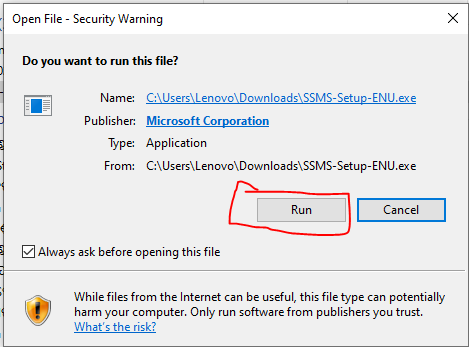 Open File - Security Warning
Do you want to run this file?
Name: C:\Users\Lenovo\Downloads\SSMS-Setup-ENU.exe
Publisher: Microsoft Corporation
Type: Application
From: C:\Users\Lenovo\Downloads\SSMS-Setup-ENU.exe
Run Cancel
Always ask before opening this file
While files from the Internet can be useful, this file type can potentially
harm your computer. Only run software from publishers you trust.
What's the risk?